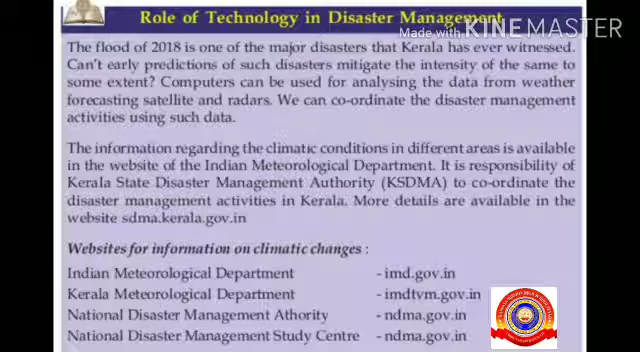 Role of Technology in Disaster Management
Made with KINEMASTER
The flood of 2018 is one of the major disasters that Kerala has ever witnessed.
Can't early predictions of such disasters mitigate the intensity of the same to
some extent? Computers can be used for analysing the data from weather
forecasting satellite and radars. We can co-ordinate the disaster management
activities using such data.
The information regarding the climatic conditions in different areas is available
in the website of the Indian Meteorological Department. It is responsibility of
Kerala State Disaster Management Authority (KSDMA) to co-ordinate the
disaster management activities in Kerala. More details are available in the
website sdma.kerala.gov.in
Websites for information on climatic changes :
Indian Meteorological Department - imd.gov.in
Kerala Meteorological Department - imdtvm.gov.in
National Disaster Management Athority - ndma.gov.in
National Disaster Management Study Centre - ndma.gov.in